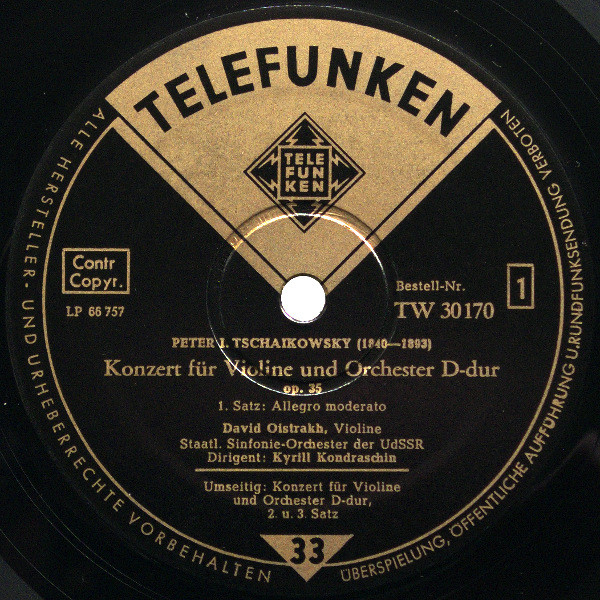 TELEFUNKEN
TELE
FUN
KEN
Contr
Copyr.
LP 66 757
Bestell-Nr.
TW 30170
1
PETER I. TSCHAIKOWSKY (1840—1893)
Konzert für Violine und Orchester D-dur
op. 35
1. Satz: Allegro moderato
David Oistrakh, Violine
Staatl. Sinfonie-Orchester der UdSSR
Dirigent: Kyrill Kondraschin
Umseitig: Konzert für Violine
und Orchester D-dur,
2. u. 3. Satz
33
ALLE HERSTELLER- UND URHEBERRECHTE VORBEHALTEN
ÜBERSPIELUNG, ÖFFENTLICHE AUFFÜHRUNG U. RUNDFUNKSENDUNG VERBOTEN